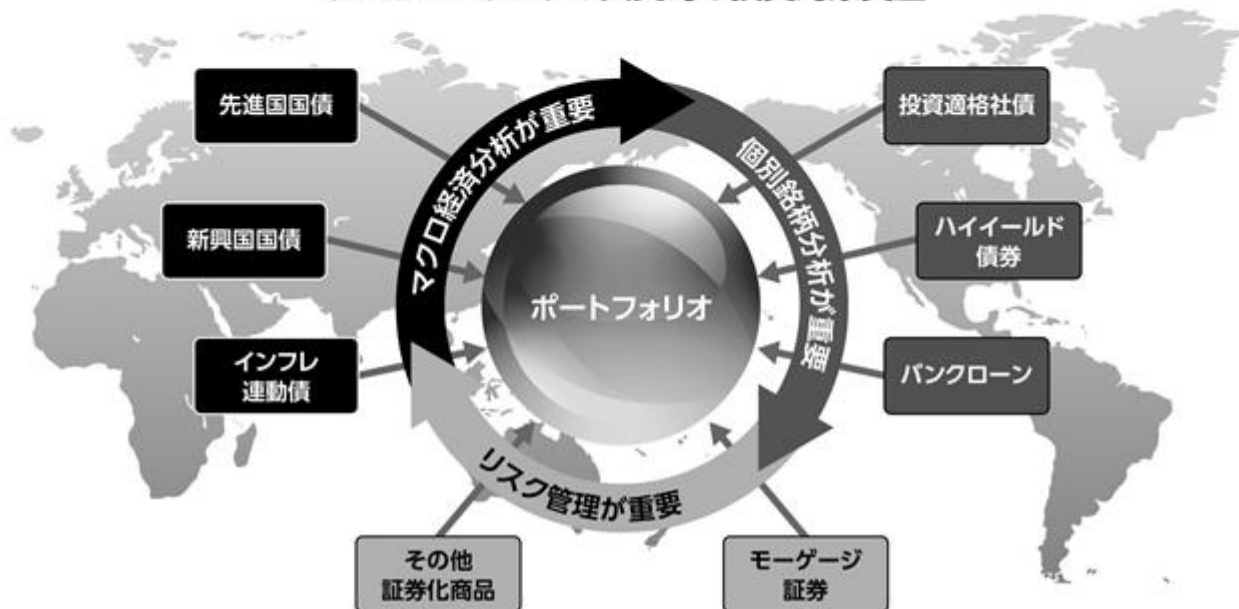 先進国国債
新興国国債
インフレ
連動債
マクロ経済分析が重要
ポートフォリオ
個別銘柄分析が重要
投資適格社債
ハイイールド
債券
バンクローン
リスク管理が重要
その他
証券化商品
モーゲージ
証券